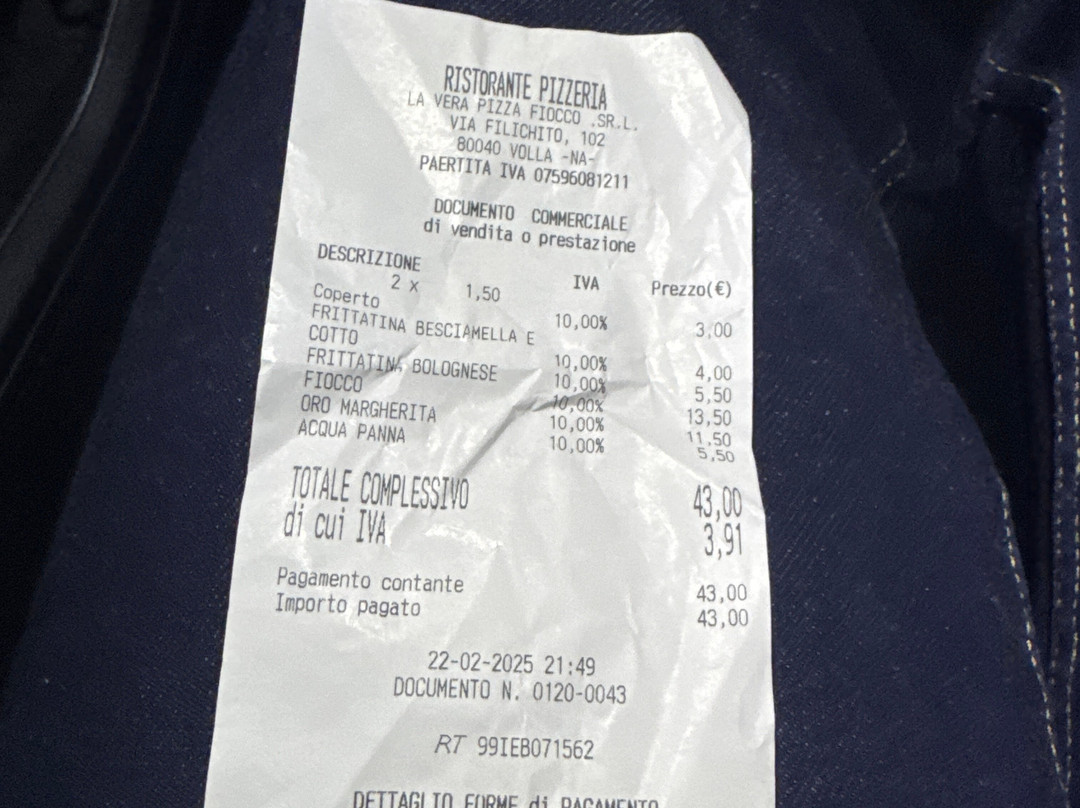 RISTORANTE PIZZERIA
LA VERA PIZZA FIOCCO .SR.L.
VIA FILICHITO, 102
80040 VOLLA -NA-
PAERTITA IVA 07596081211
DOCUMENTO COMMERCIALE
di vendita o prestazione
DESCRIZIONE IVA Prezzo(€)
2 x 1,50
Coperto 10,00% 3,00
FRITTATINA BESCIAMELLA E
COTTO 10,00% 4,00
FRITTATINA BOLOGNESE 10,00% 5,50
FIOCCO 10,00% 13,50
ORO MARGHERITA 10,00% 11,50
ACQUA PANNA 10,00% 5,50
TOTALE COMPLESSIVO 43,00
di cui IVA 3,91
Pagamento contante 43,00
Importo pagato 43,00
22-02-2025 21:49
DOCUMENTO N. 0120-0043
RT 99IEB071562
DETTAGLIO FORME di PAGAMENTO